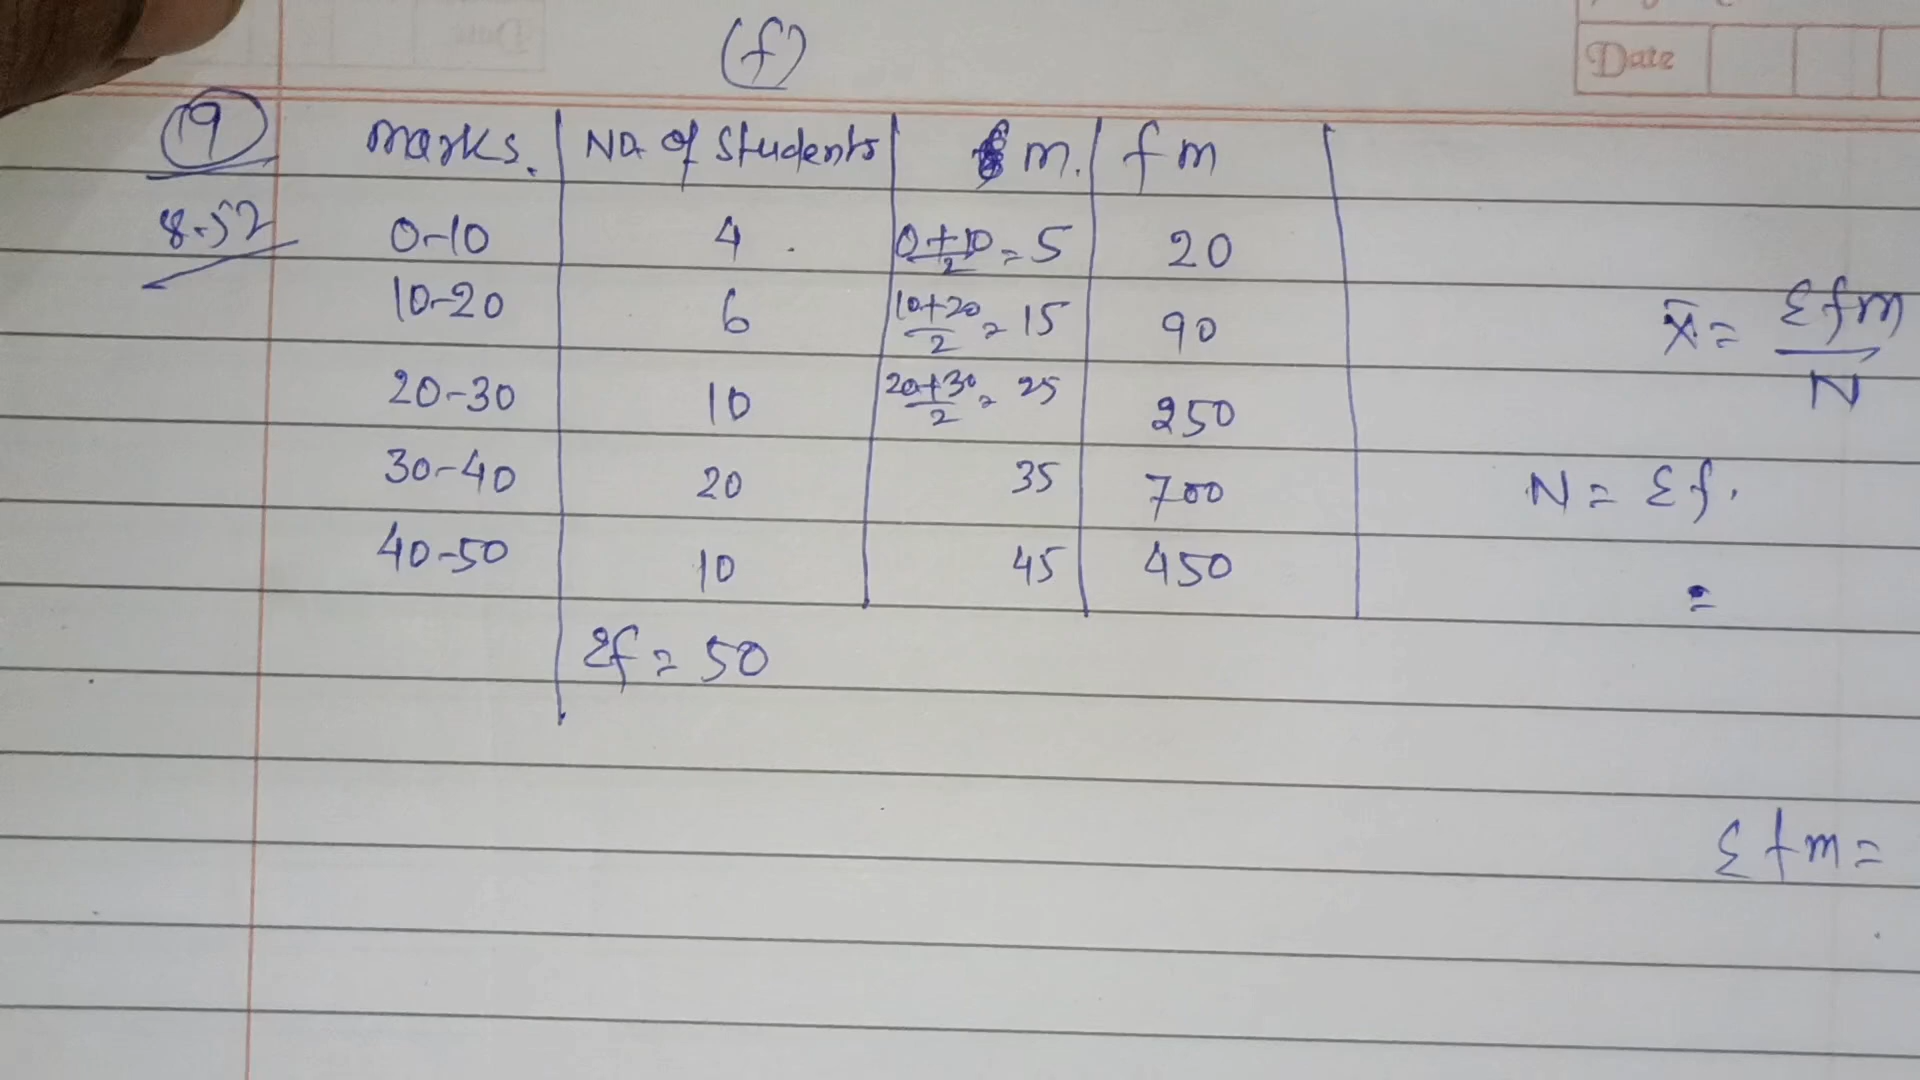 (f)
Date
19 marks. No. of Students m. fm
8.52 0-10 4 0+10/2 = 5 20
10-20 6 10+20/2 = 15 90
20-30 10 20+30/2 = 25 250
30-40 20 35 700
40-50 10 45 450
Σf = 50
x̄ = Σfm/N
N = Σf.
=
Σfm =